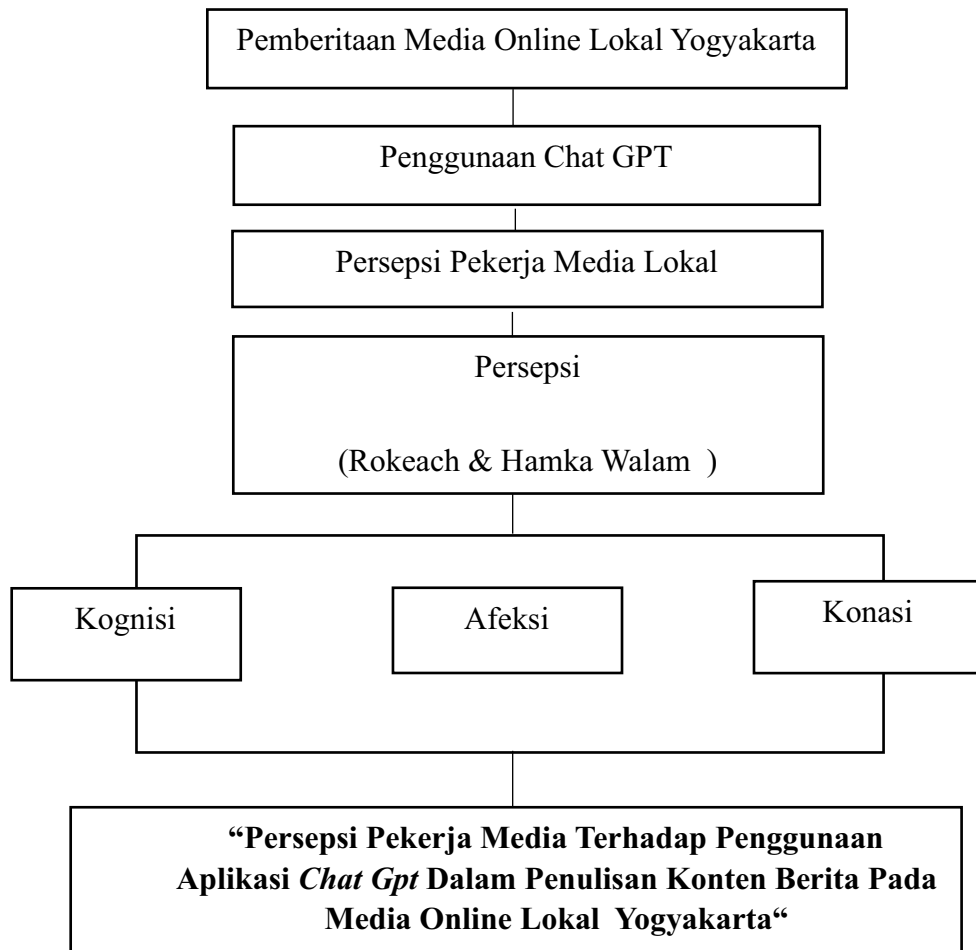 Pemberitaan Media Online Lokal Yogyakarta
Penggunaan Chat GPT
Persepsi Pekerja Media Lokal
Persepsi
(Rokeach & Hamka Walam )
Kognisi
Afeksi
Konasi
“Persepsi Pekerja Media Terhadap Penggunaan
Aplikasi Chat Gpt Dalam Penulisan Konten Berita Pada
Media Online Lokal Yogyakarta“